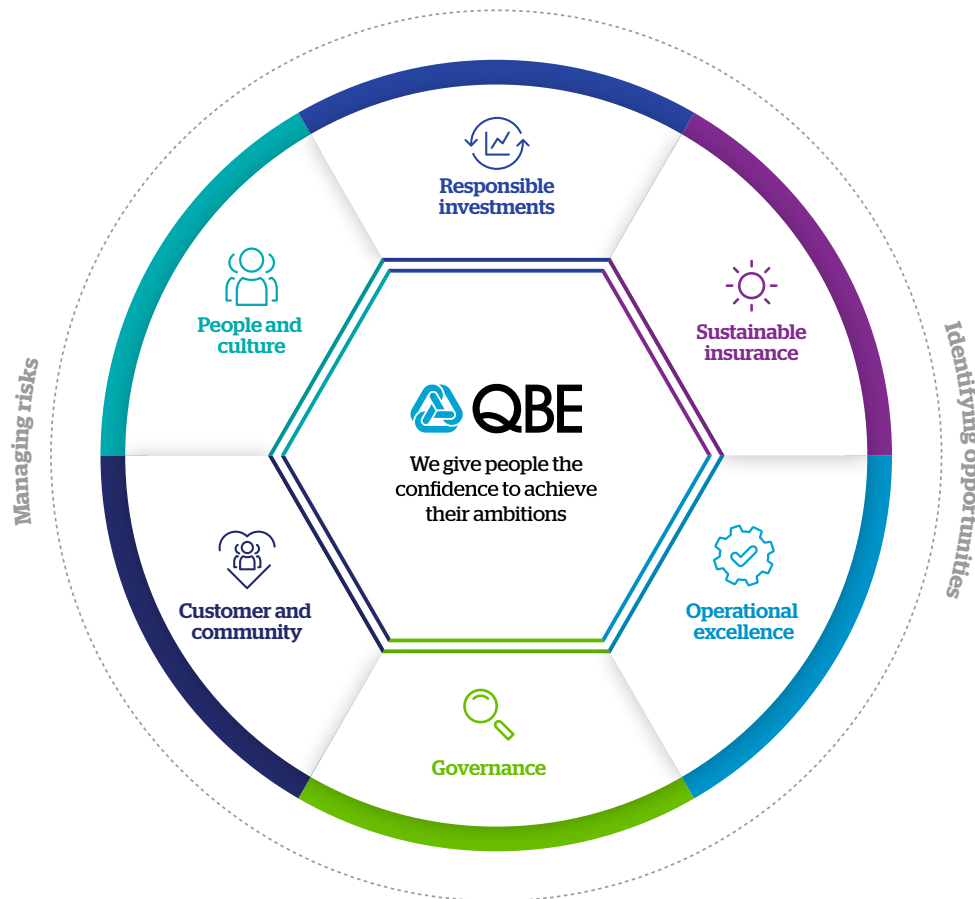 Responsible
investments
People and
culture
Sustainable
insurance
Managing risks
Identifying opportunities
QBE
We give people the
confidence to achieve
their ambitions
Customer and
community
Operational
excellence
Governance